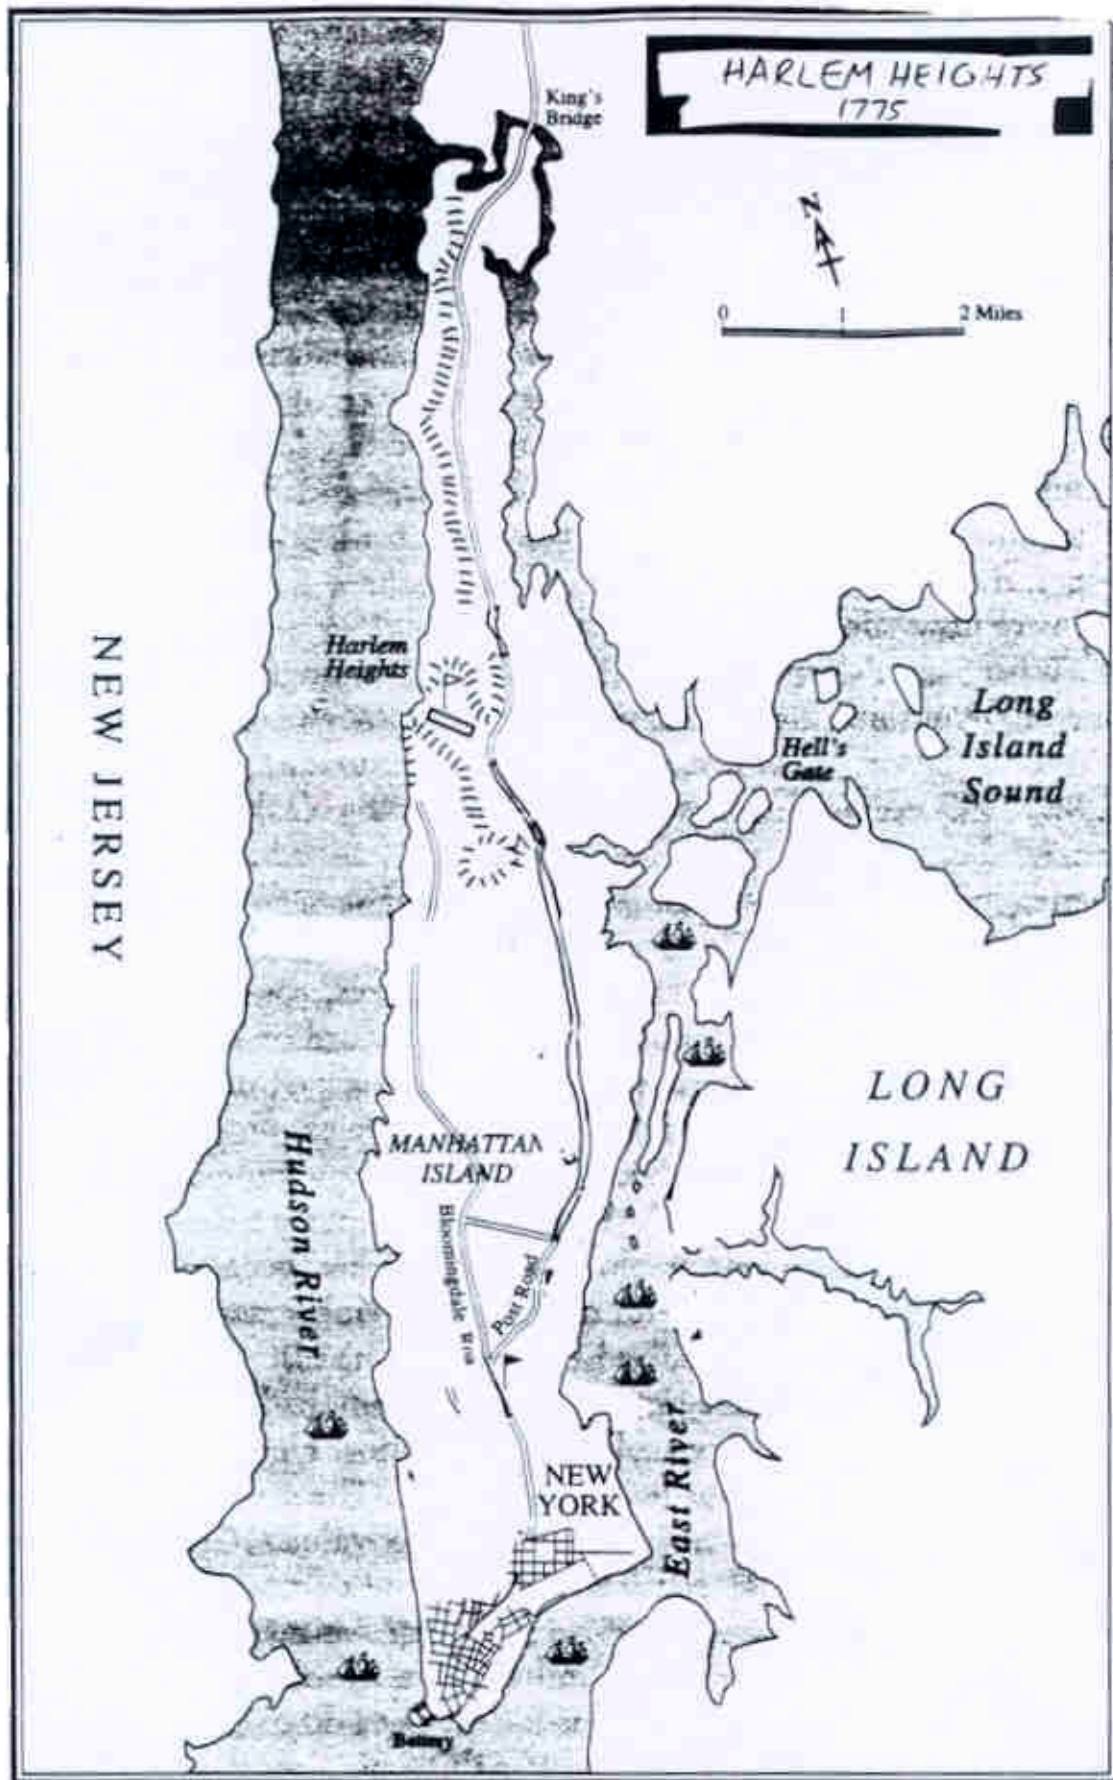 HARLEM HEIGHTS
1775
King's
Bridge
N
0 1 2 Miles
Harlem
Heights
NEW JERSEY
Long
Island
Sound
Hell's
Gate
LONG
ISLAND
MANHATTAN
ISLAND
Hudson River
Bloomingdale
Post Road
NEW
YORK
East River
Battery